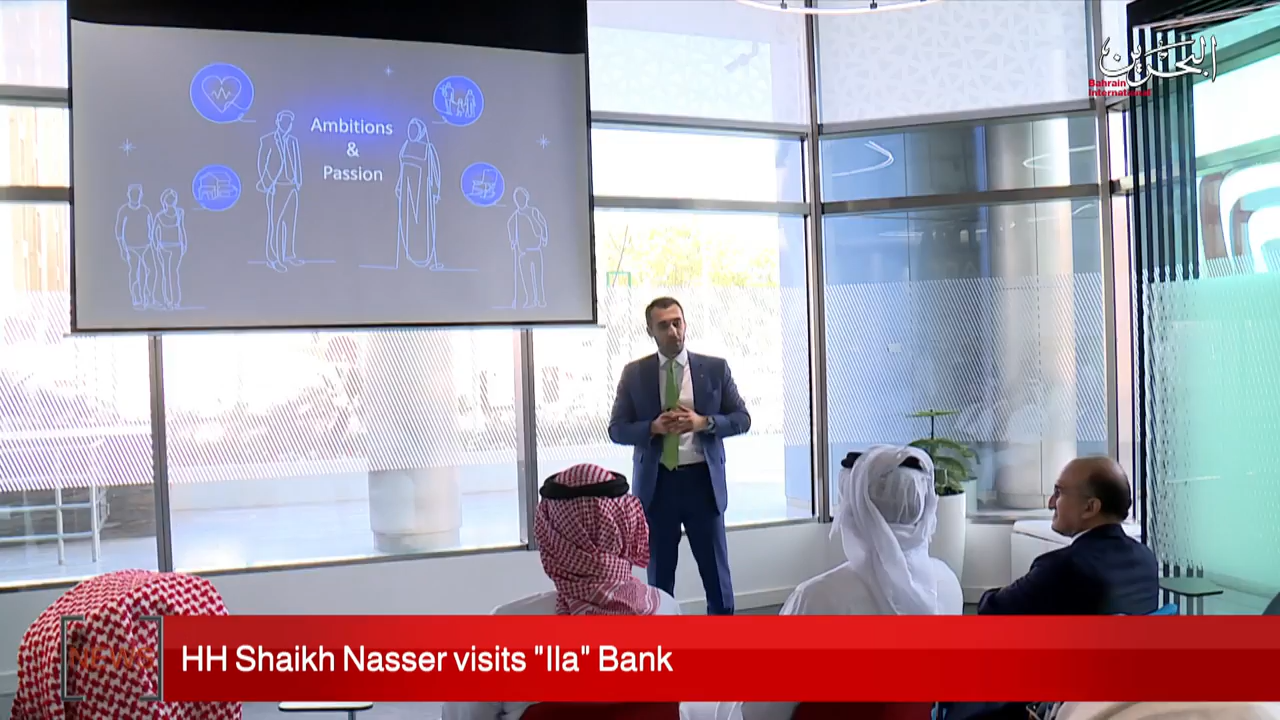 Ambitions
&
Passion
البحرين
Bahrain
International
NEWS
HH Shaikh Nasser visits "Ila" Bank